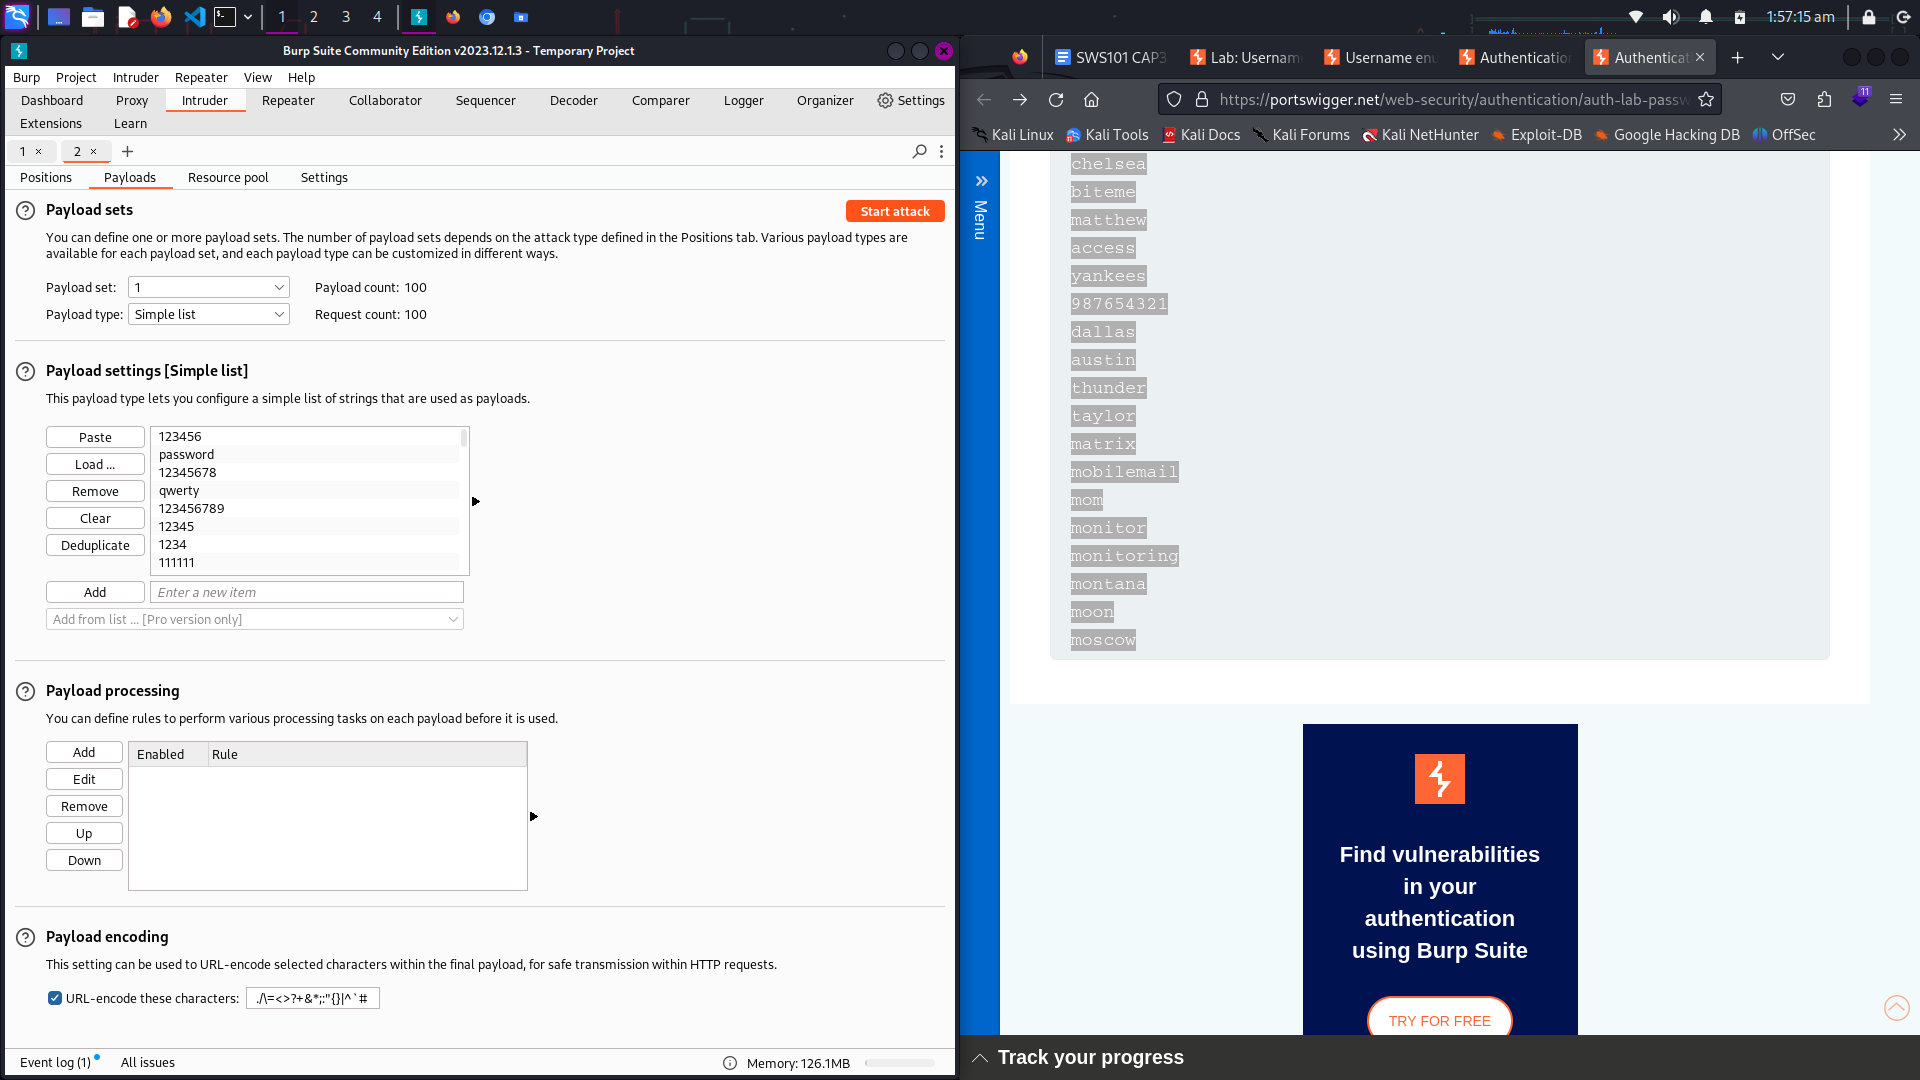 1 2 3 4
1:57:15 am
Burp Suite Community Edition v2023.12.1.3 - Temporary Project
Burp Project Intruder Repeater View Help
Dashboard Proxy Intruder Repeater Collaborator Sequencer Decoder Comparer Logger Organizer Settings
Extensions Learn
1 × 2 × +
Positions Payloads Resource pool Settings
Payload sets
Start attack
You can define one or more payload sets. The number of payload sets depends on the attack type defined in the Positions tab. Various payload types are
available for each payload set, and each payload type can be customized in different ways.
Payload set: 1 Payload count: 100
Payload type: Simple list Request count: 100
Payload settings [Simple list]
This payload type lets you configure a simple list of strings that are used as payloads.
Paste
Load ...
Remove
Clear
Deduplicate
123456
password
12345678
qwerty
123456789
12345
1234
111111
Add Enter a new item
Add from list ... [Pro version only]
Payload processing
You can define rules to perform various processing tasks on each payload before it is used.
Add
Edit
Remove
Up
Down
Enabled Rule
Payload encoding
This setting can be used to URL-encode selected characters within the final payload, for safe transmission within HTTP requests.
URL-encode these characters: ./\=<>?+&*;:"{}|^`#
Event log (1) All issues Memory: 126.1MB
SWS101 CAP3 Lab: Usernam Username enu Authentication Authenticat ×
https://portswigger.net/web-security/authentication/auth-lab-passw
11
Kali Linux Kali Tools Kali Docs Kali Forums Kali NetHunter Exploit-DB Google Hacking DB OffSec
Menu
chelsea
biteme
matthew
access
yankees
987654321
dallas
austin
thunder
taylor
matrix
mobilemail
mom
monitor
monitoring
montana
moon
moscow
Find vulnerabilities
in your
authentication
using Burp Suite
TRY FOR FREE
Track your progress